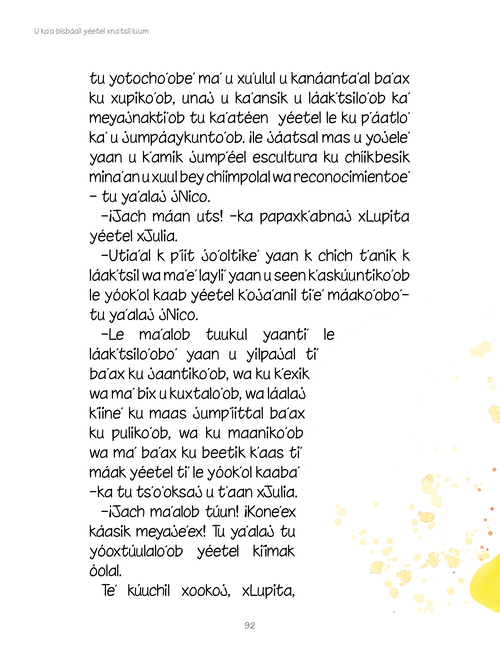 U ka'a bisbáail yéetel xna'tsil lu'um
tu yotocho'obe' ma' u xu'ulul u kanáanta'al ba'ax
ku xupiko'ob, unaj u ka'ansik u láak'tsilo'ob ka'
meyajnakti'ob tu ka'atéen yéetel le ku p'áatlo'
ka' u jumpáaykunto'ob. ¡le jáatsal mas u yojele'
yaan u k'amik jump'éel escultura ku chíikbesik
mina'an u xuul bey chíimpolal wa reconocimientoe'
– tu ya'alaj jNico.
–¡Jach máan uts! -ka papaxk'abnaj xLupita
yéetel xJulia.
–Utia'al k p'íit jo'oltike' yaan k chich t'anik k
láak'tsil wa ma'e' layli' yaan u seen k'askúuntiko'ob
le yóok'ol kaab yéetel k'oja'anil ti'e' máako'obo'–
tu ya'alaj jNico.
–Le ma'alob tuukul yaanti' le
láak'tsilo'obo' yaan u yilpajal ti'
ba'ax ku jaantiko'ob, wa ku k'exik
wa ma' bix u kuxtalo'ob, wa láalaj
k'iine' ku maas jump'íittal ba'ax
ku puliko'ob, wa ku maaniko'ob
wa ma' ba'ax ku beetik k'aas ti'
máak yéetel ti' le yóok'ol kaaba'
–ka tu ts'o'oksaj u t'aan xJulia.
–¡Jach ma'alob túun! ¡Kone'ex
káasik meyaje'ex! Tu ya'alaj tu
yóoxtúulalo'ob yéetel kiimak
óolal.
Te' kúuchil xookoj, xLupita,
92